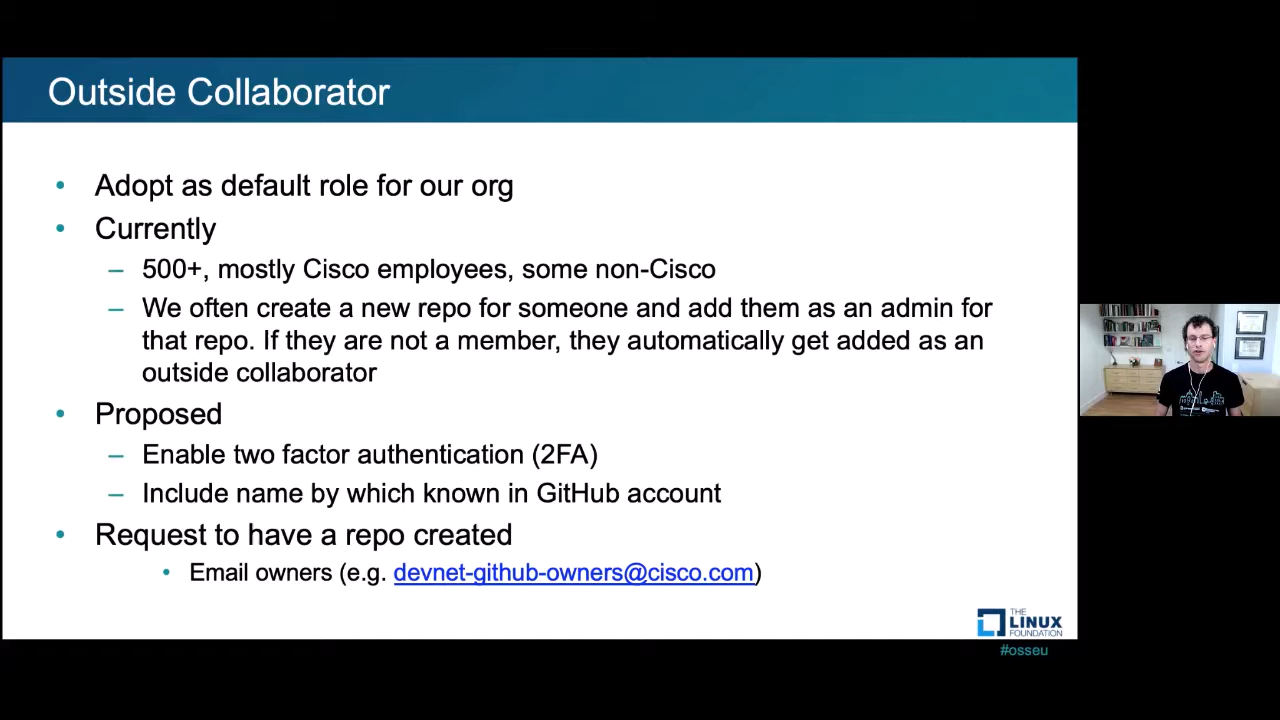 Outside Collaborator
• Adopt as default role for our org
• Currently
– 500+, mostly Cisco employees, some non-Cisco
– We often create a new repo for someone and add them as an admin for
that repo. If they are not a member, they automatically get added as an
outside collaborator
• Proposed
– Enable two factor authentication (2FA)
– Include name by which known in GitHub account
• Request to have a repo created
• Email owners (e.g. devnet-github-owners@cisco.com)
THE
LINUX
FOUNDATION
#osseu